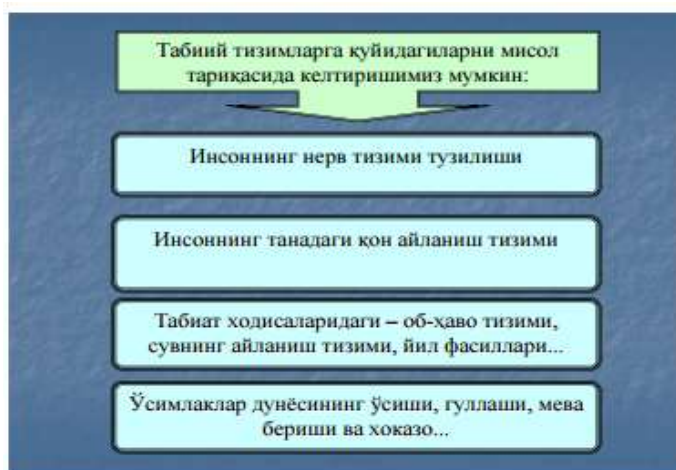 Табиий тизимларга қуйидагиларни мисол
тариқасида келтиришимиз мумкин:
Инсоннинг нерв тизими тузилиши
Инсоннинг танадаги қон айланиш тизими
Табиат ходисаларидаги – об-ҳаво тизими,
сувнинг айланиш тизими, йил фасиллари...
Ўсимлаклар дунёсининг ўсиши, гуллаши, мева
бериши ва хоказо...